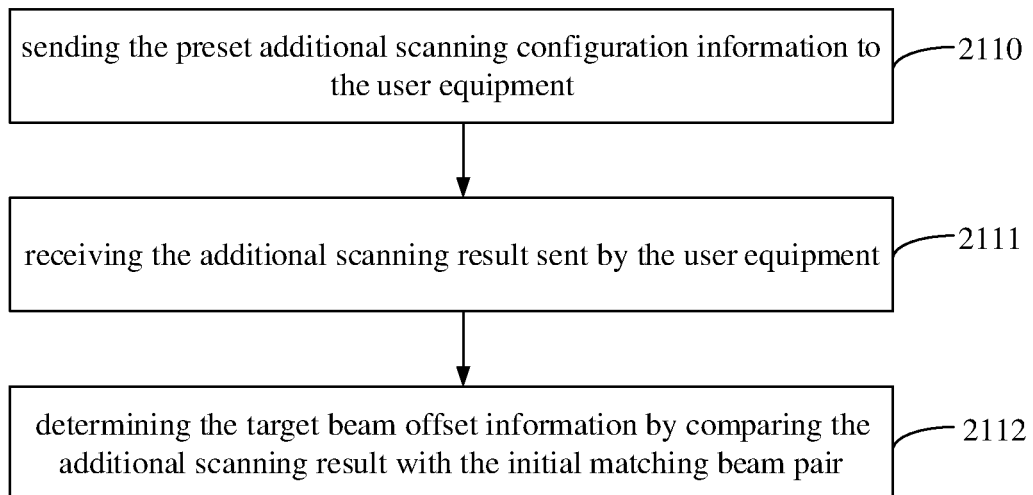 sending the preset additional scanning configuration information to
the user equipment
2110
receiving the additional scanning result sent by the user equipment
2111
determining the target beam offset information by comparing the
additional scanning result with the initial matching beam pair
2112